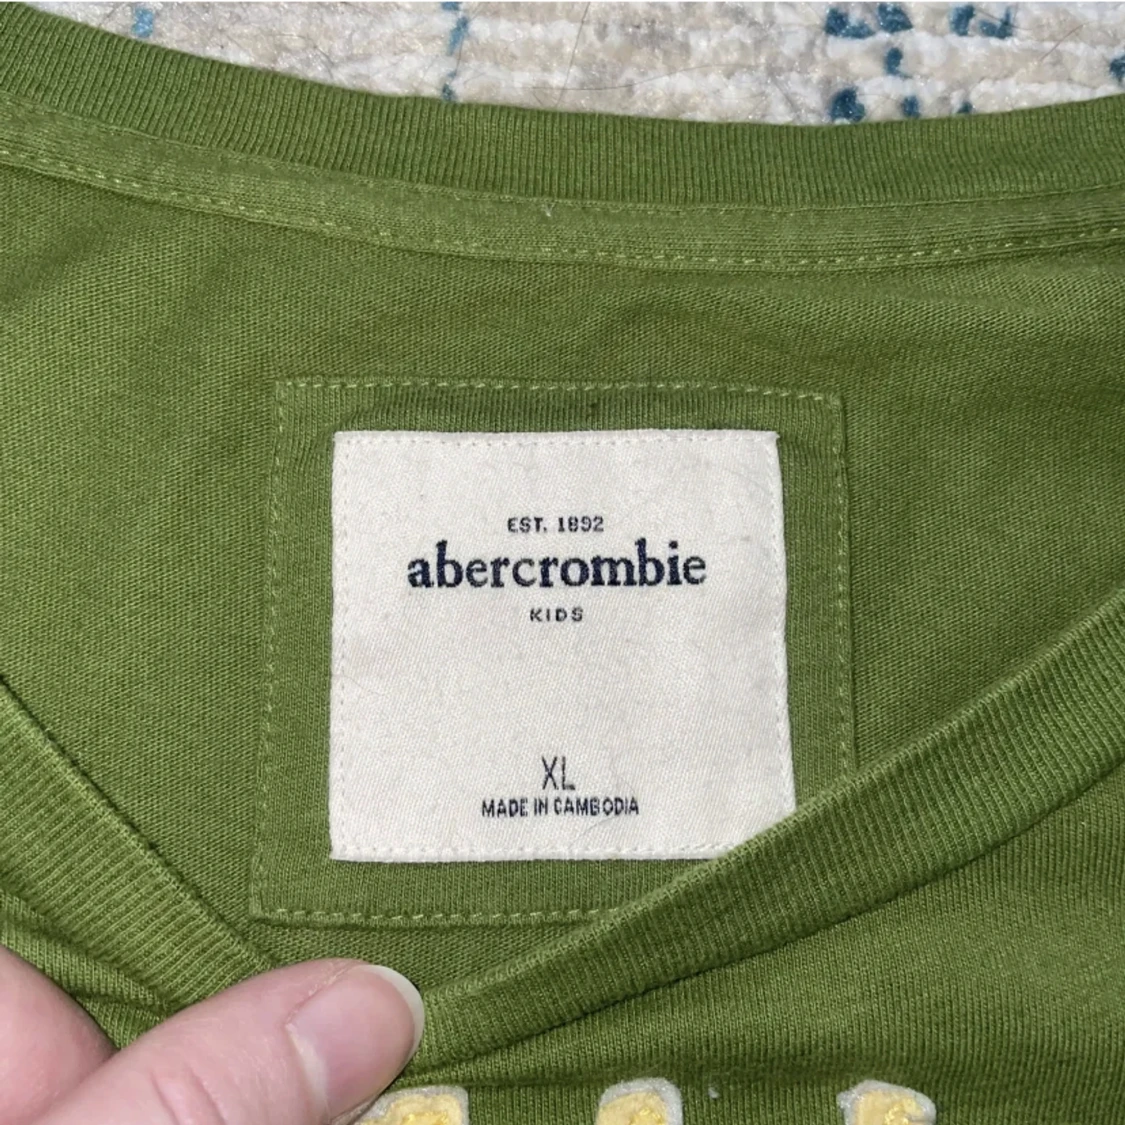 EST. 1892
abercrombie
KIDS
XL
MADE IN CAMBODIA